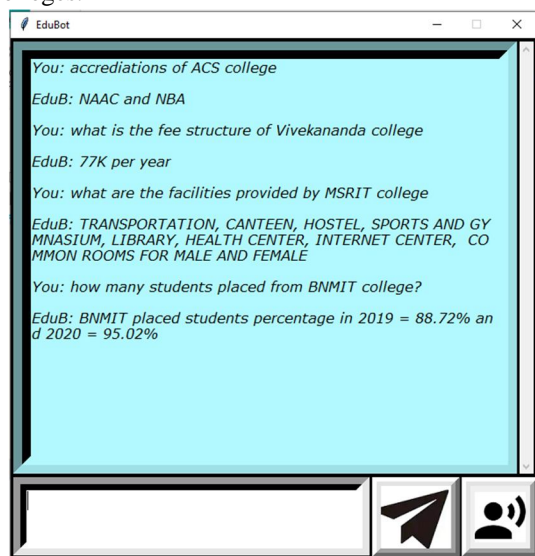 EduBot
You: accrediations of ACS college
EduB: NAAC and NBA
You: what is the fee structure of Vivekananda college
EduB: 77K per year
You: what are the facilities provided by MSRIT college
EduB: TRANSPORTATION, CANTEEN, HOSTEL, SPORTS AND GY
MNASIUM, LIBRARY, HEALTH CENTER, INTERNET CENTER, CO
MMON ROOMS FOR MALE AND FEMALE
You: how many students placed from BNMIT college?
EduB: BNMIT placed students percentage in 2019 = 88.72% an
d 2020 = 95.02%